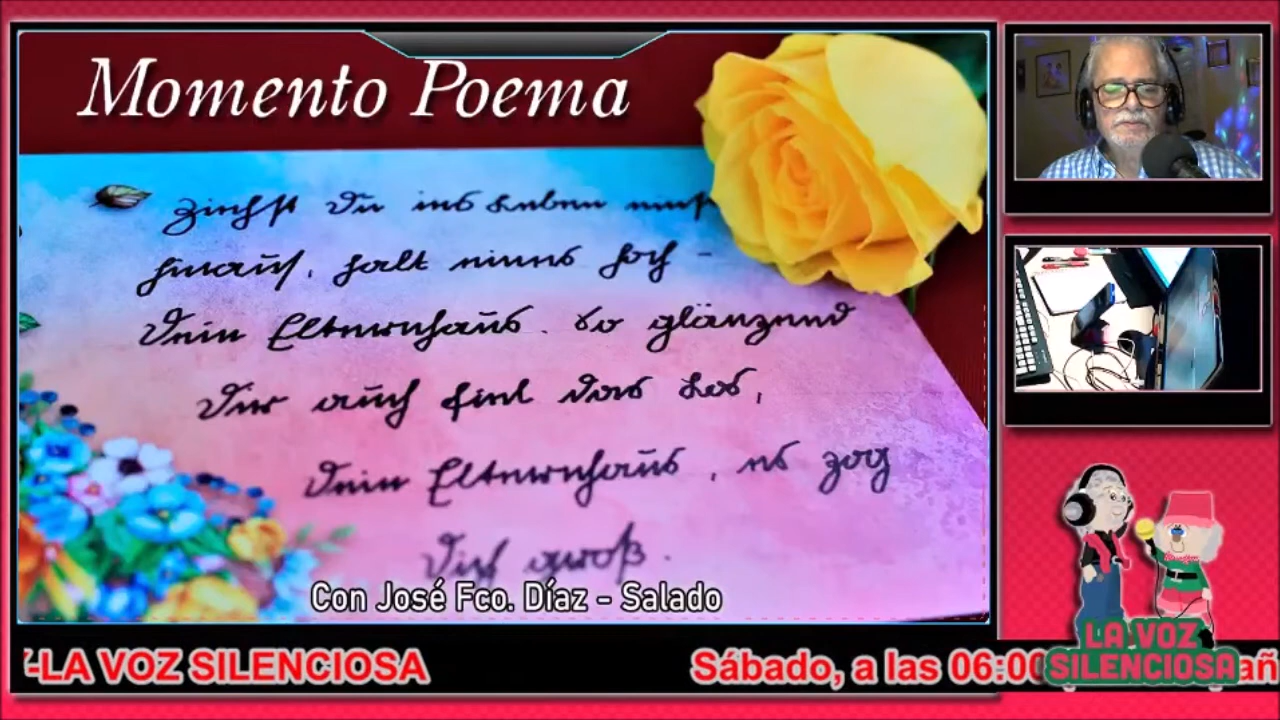 Momento Poema
Ziehst Du ins Leben
hinaus, halt eines hoch -
Dein Elternhaus. So glänzend
Dir auch fiel das Los,
Dein Elternhaus, es zog
Dich groß.
Con José Fco. Díaz - Salado
-LA VOZ SILENCIOSA
Sábado, a las 06:00
LA VOZ
SILENCIOSA